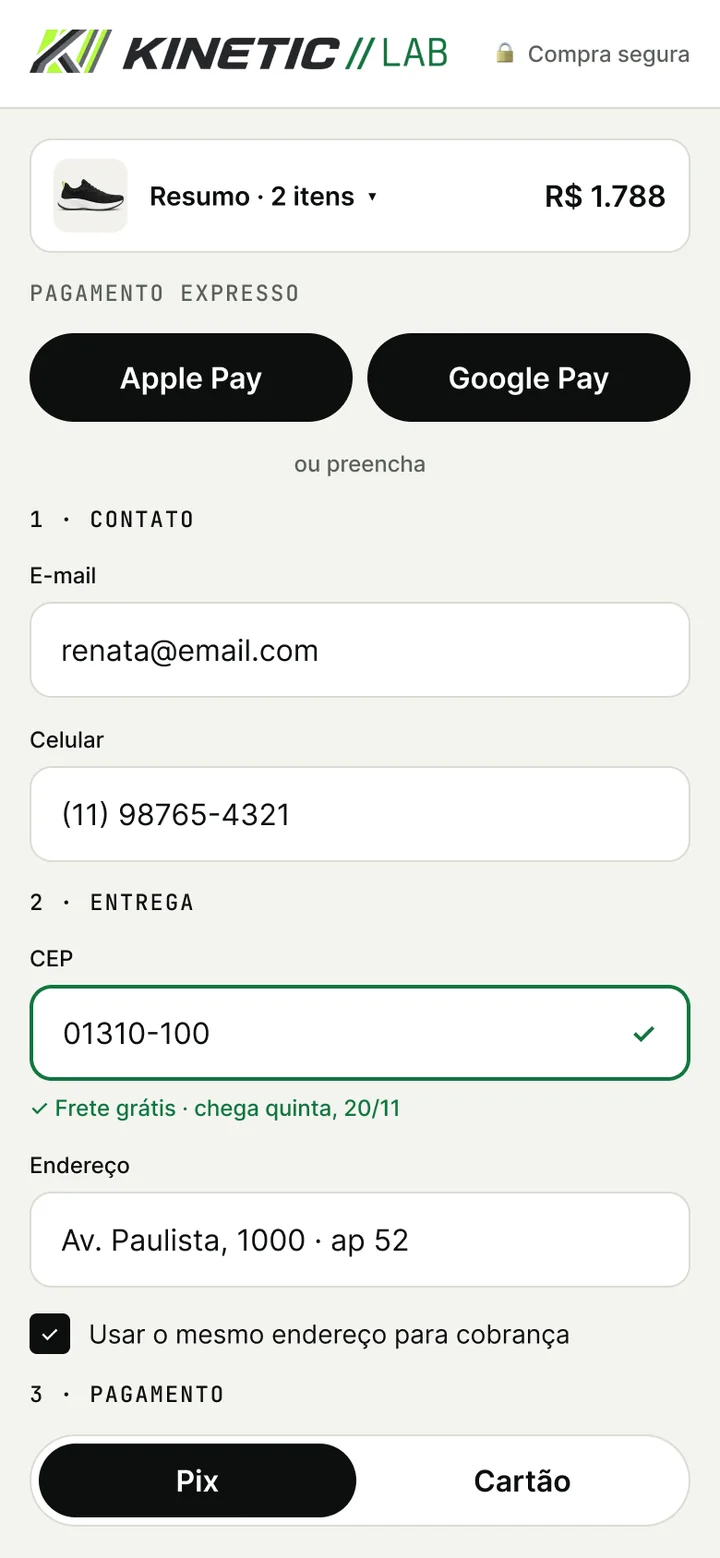 KINETIC//LAB
Compra segura
Resumo · 2 itens ▾
R$ 1.788
PAGAMENTO EXPRESSO
Apple Pay
Google Pay
ou preencha
1 · CONTATO
E-mail
renata@email.com
Celular
(11) 98765-4321
2 · ENTREGA
CEP
01310-100 ✓
✓ Frete grátis · chega quinta, 20/11
Endereço
Av. Paulista, 1000 · ap 52
Usar o mesmo endereço para cobrança
3 · PAGAMENTO
Pix
Cartão